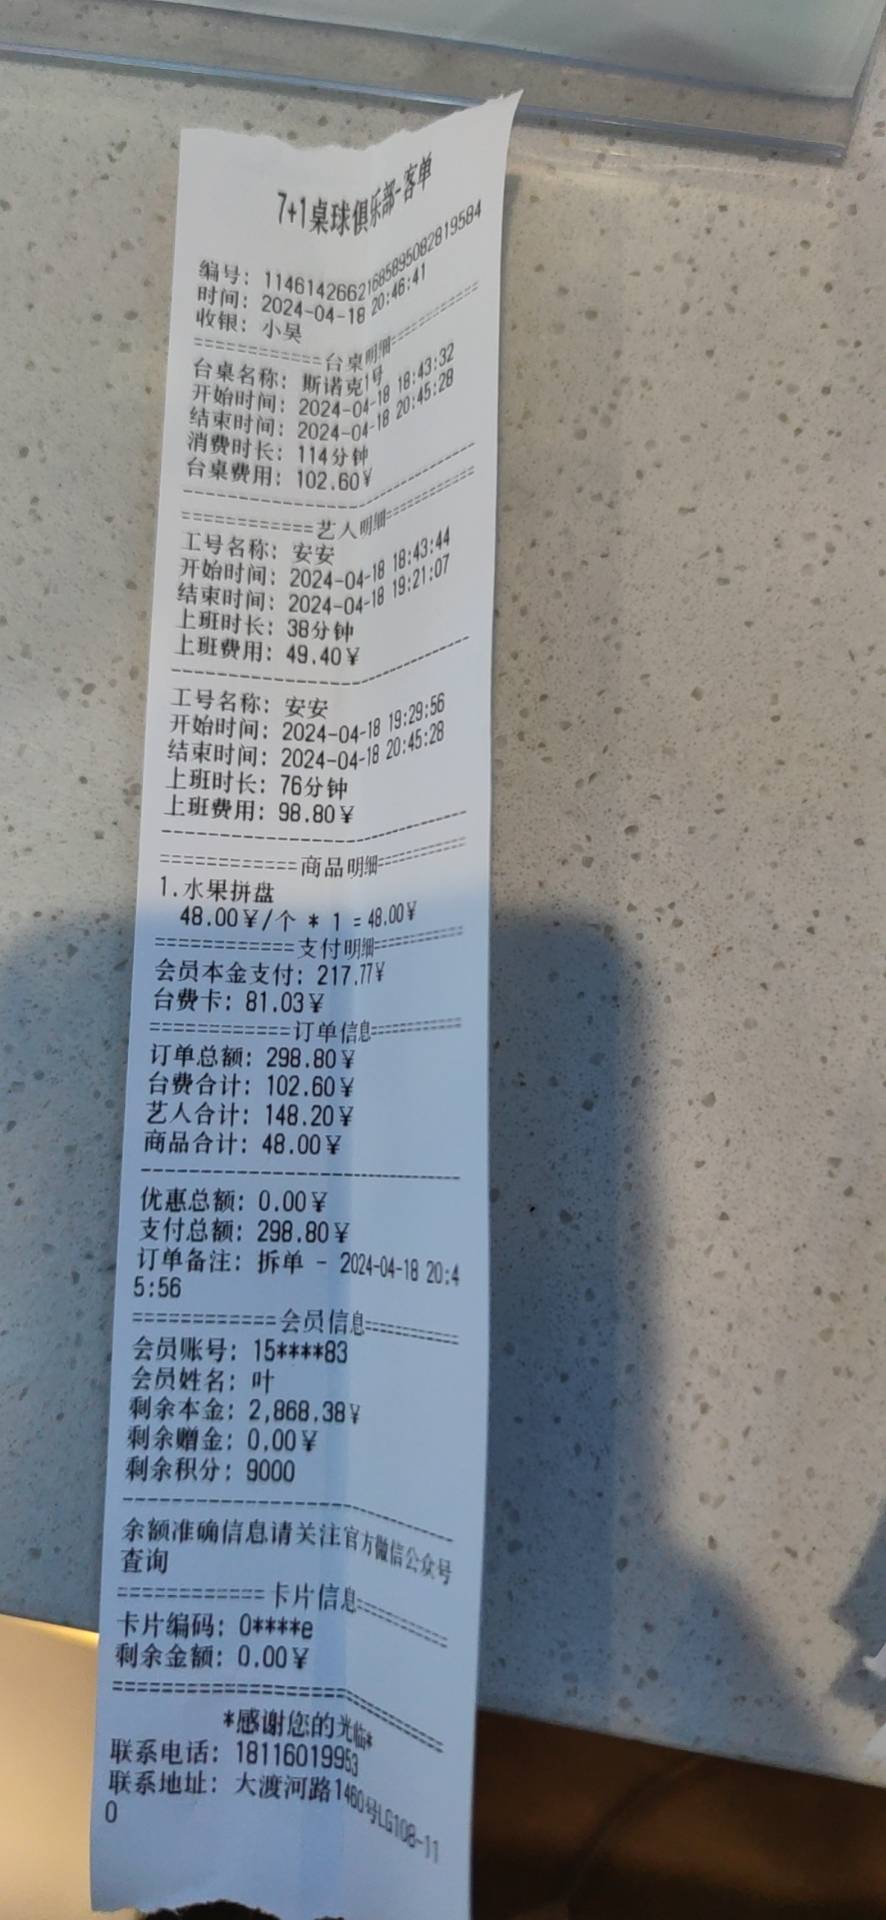 7+1桌球俱乐部-客单
编号: 1146142662168589508281​9584
时间: 2024-04-18 20:46:41
收银: 小昊
============台桌明细============
台桌名称: 斯诺克1号
开始时间: 2024-04-18 18:43:32
结束时间: 2024-04-18 20:45:28
消费时长: 114分钟
台桌费用: 102.60¥
--------------------------------
============艺人明细============
工号名称: 安安
开始时间: 2024-04-18 18:43:44
结束时间: 2024-04-18 19:21:07
上班时长: 38分钟
上班费用: 49.40¥
--------------------------------
工号名称: 安安
开始时间: 2024-04-18 19:29:56
结束时间: 2024-04-18 20:45:28
上班时长: 76分钟
上班费用: 98.80¥
--------------------------------
============商品明细============
1.水果拼盘
48.00¥/个 * 1 = 48.00¥
============支付明细============
会员本金支付: 217.77¥
台费卡: 81.03¥
============订单信息============
订单总额: 298.80¥
台费合计: 102.60¥
艺人合计: 148.20¥
商品合计: 48.00¥
--------------------------------
优惠总额: 0.00¥
支付总额: 298.80¥
订单备注: 拆单 - 2024-04-18 20:4
5:56
============会员信息============
会员账号: 15****83
会员姓名: 叶
剩余本金: 2,868.38¥
剩余赠金: 0.00¥
剩余积分: 9000
--------------------------------
余额准确信息请关注官方微信公众号
查询
============卡片信息============
卡片编码: 0****e
剩余金额: 0.00¥
================================
*感谢您的光临*
联系电话: 18116019953
联系地址: 大渡河路1460号LG108-11
0